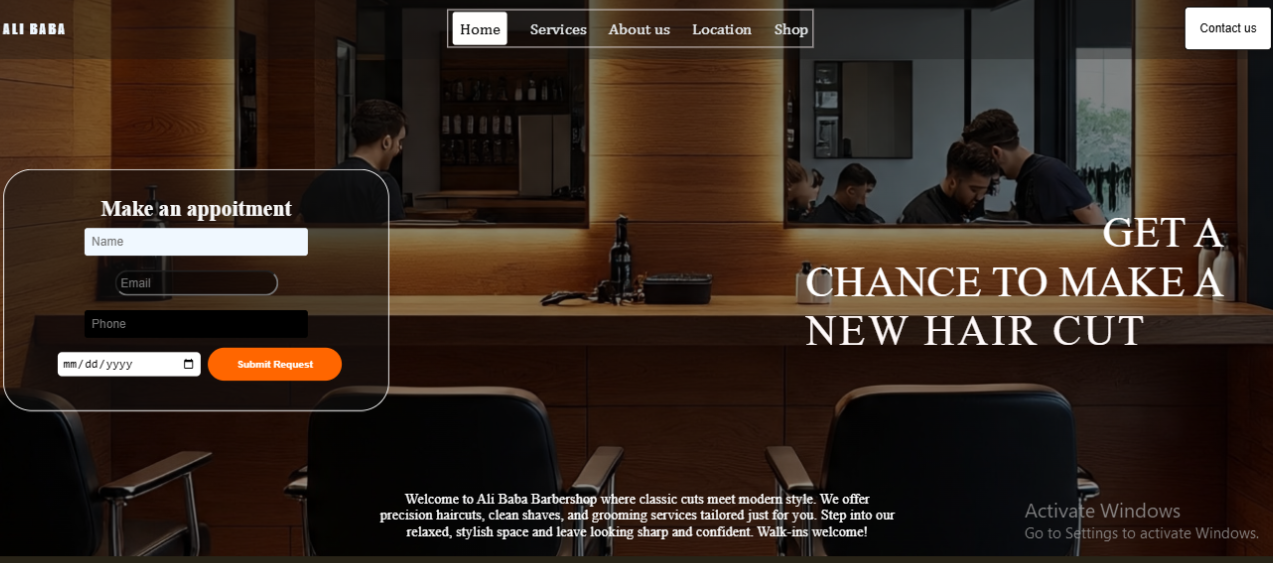 ALI BABA
Home Services About us Location Shop
Contact us
Make an appoitment
Name
Email
Phone
mm/dd/yyyy
Submit Request
GET A
CHANCE TO MAKE A
NEW HAIR CUT
Welcome to Ali Baba Barbershop where classic cuts meet modern style. We offer
precision haircuts, clean shaves, and grooming services tailored just for you. Step into our
relaxed, stylish space and leave looking sharp and confident. Walk-ins welcome!
Activate Windows
Go to Settings to activate Windows.